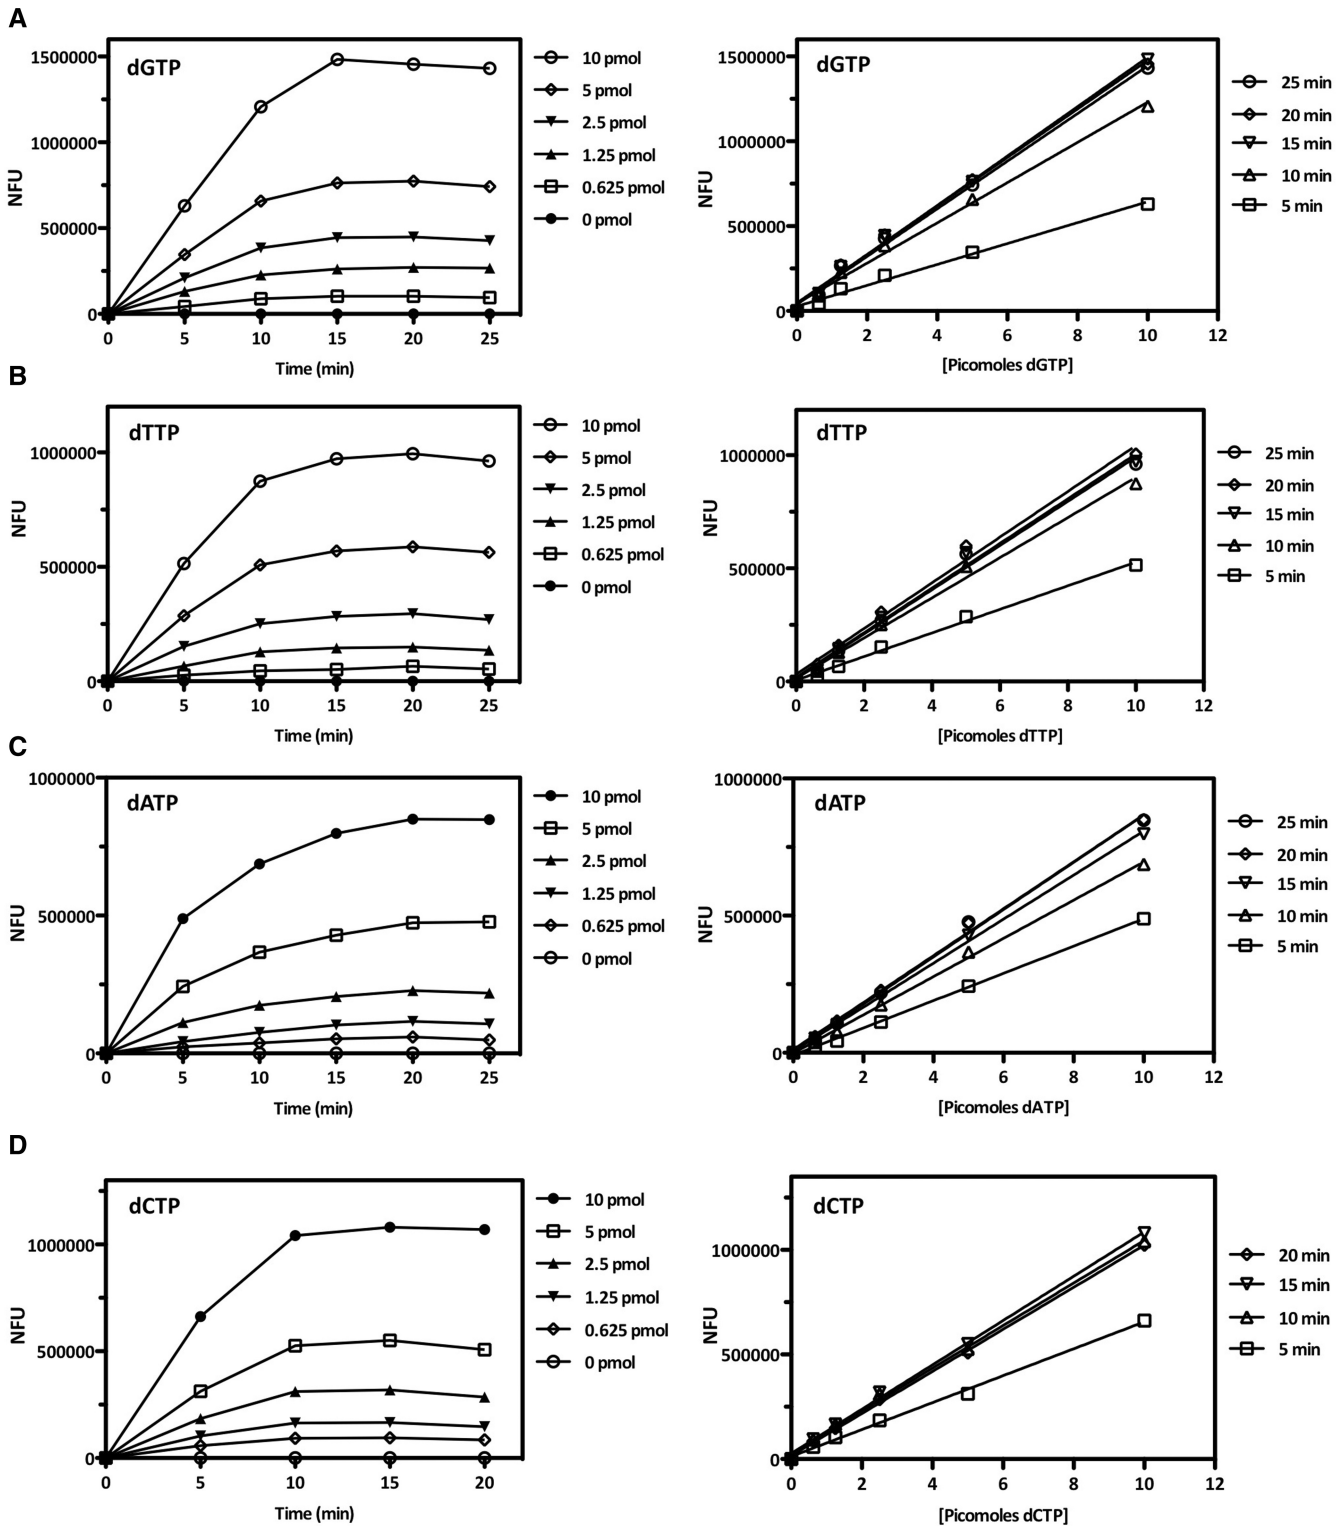 A
dGTP
NFU
1500000
1000000
500000
0
0 5 10 15 20 25
Time (min)
10 pmol
5 pmol
2.5 pmol
1.25 pmol
0.625 pmol
0 pmol
dGTP
NFU
1500000
1000000
500000
0
0 2 4 6 8 10 12
[Picomoles dGTP]
25 min
20 min
15 min
10 min
5 min
B
dTTP
NFU
1000000
500000
0
0 5 10 15 20 25
Time (min)
10 pmol
5 pmol
2.5 pmol
1.25 pmol
0.625 pmol
0 pmol
dTTP
NFU
1000000
500000
0
0 2 4 6 8 10 12
[Picomoles dTTP]
25 min
20 min
15 min
10 min
5 min
C
dATP
NFU
1000000
500000
0
0 5 10 15 20 25
Time (min)
10 pmol
5 pmol
2.5 pmol
1.25 pmol
0.625 pmol
0 pmol
dATP
NFU
1000000
500000
0
0 2 4 6 8 10 12
[Picomoles dATP]
25 min
20 min
15 min
10 min
5 min
D
dCTP
NFU
1000000
500000
0
0 5 10 15 20
Time (min)
10 pmol
5 pmol
2.5 pmol
1.25 pmol
0.625 pmol
0 pmol
dCTP
NFU
1000000
500000
0
0 2 4 6 8 10 12
[Picomoles dCTP]
20 min
15 min
10 min
5 min